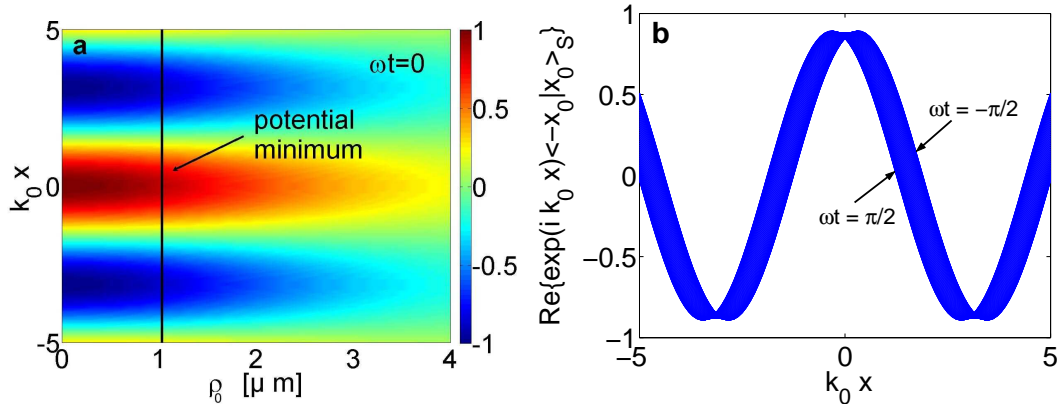 a
ωt=0
potential
minimum
5
0
-5
k₀ x
0
1
2
3
4
ρ₀ [μ m]
1
0.5
0
-0.5
-1
b
Re{exp(i k₀ x)<-x₀|x₀>ₛ}
1
0.5
0
−0.5
−1
ωt = −π/2
ωt = π/2
−5
0
5
k₀ x